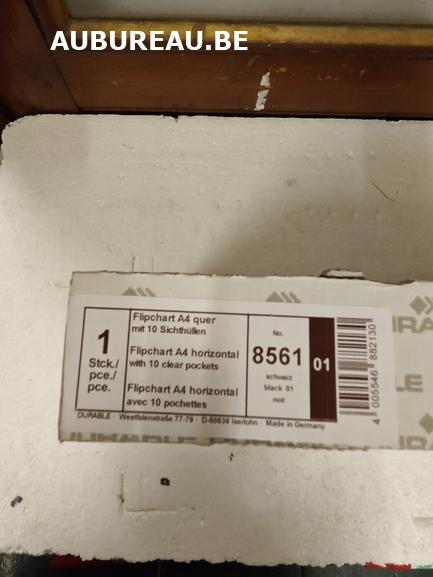 AUBUREAU.BE
1
Stck./
pce./
pce.
Flipchart A4 quer
mit 10 Sichthüllen
Flipchart A4 horizontal
with 10 clear pockets
Flipchart A4 horizontal
avec 10 pochettes
No.
8561
schwarz
black 01
noir
01
4 005546 882130
DURABLE · Westfalenstraße 77-79 · D-58636 Iserlohn · Made in Germany
DURABLE